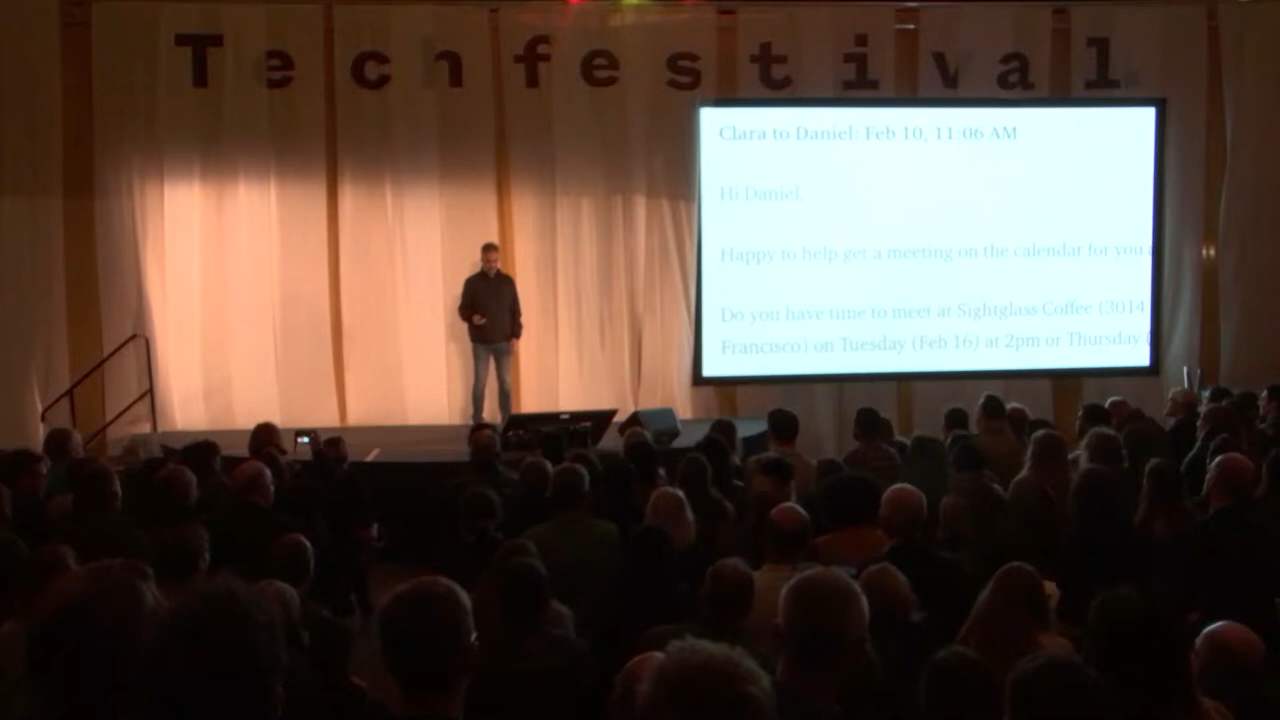 Techfestival
Clara to Daniel: Feb 10, 11:06 AM
Hi Daniel,
Happy to help get a meeting on the calendar for you
Do you have time to meet at Sightglass Coffee (3014
Francisco) on Tuesday (Feb 16) at 2pm or Thursday (